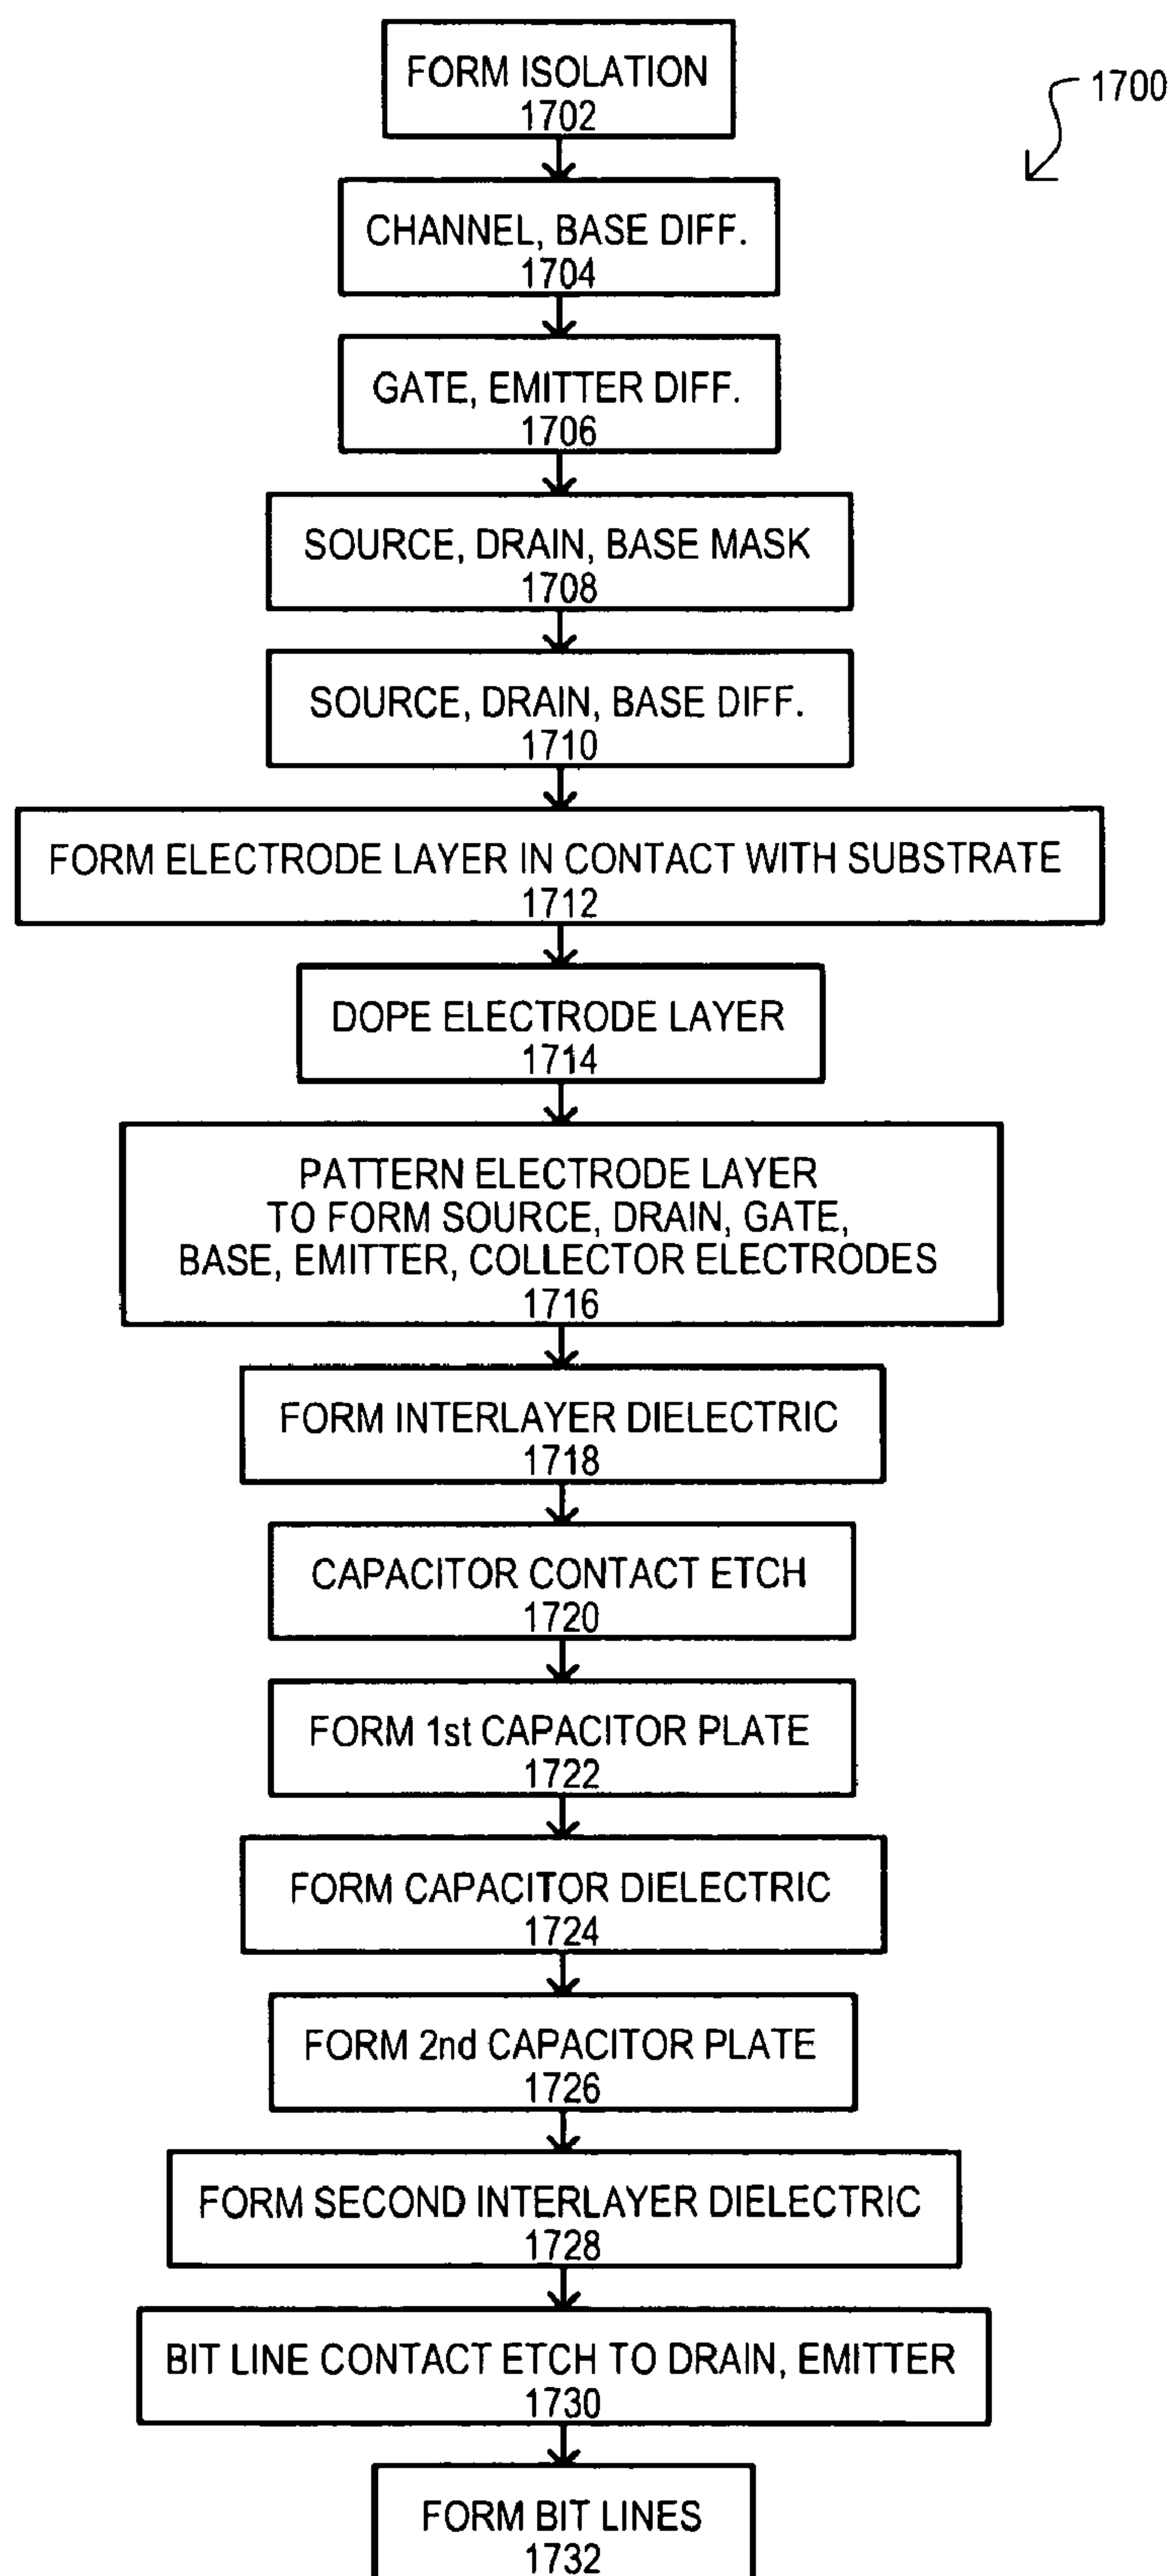 FORM ISOLATION
1702
1700
CHANNEL, BASE DIFF.
1704
GATE, EMITTER DIFF.
1706
SOURCE, DRAIN, BASE MASK
1708
SOURCE, DRAIN, BASE DIFF.
1710
FORM ELECTRODE LAYER IN CONTACT WITH SUBSTRATE
1712
DOPE ELECTRODE LAYER
1714
PATTERN ELECTRODE LAYER
TO FORM SOURCE, DRAIN, GATE,
BASE, EMITTER, COLLECTOR ELECTRODES
1716
FORM INTERLAYER DIELECTRIC
1718
CAPACITOR CONTACT ETCH
1720
FORM 1st CAPACITOR PLATE
1722
FORM CAPACITOR DIELECTRIC
1724
FORM 2nd CAPACITOR PLATE
1726
FORM SECOND INTERLAYER DIELECTRIC
1728
BIT LINE CONTACT ETCH TO DRAIN, EMITTER
1730
FORM BIT LINES
1732